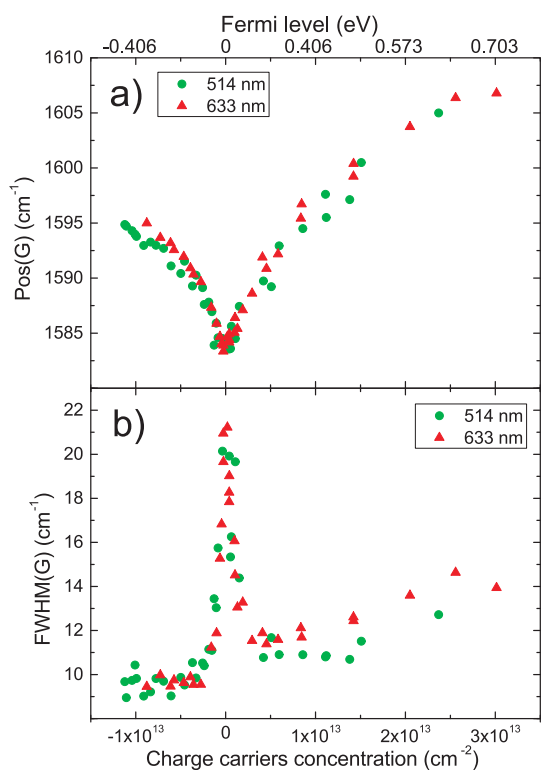 Fermi level (eV)
-0.406 0 0.406 0.573 0.703
a)
514 nm
633 nm
1610
1605
1600
1595
1590
1585
Pos(G) (cm⁻¹)
b)
514 nm
633 nm
22
20
18
16
14
12
10
FWHM(G) (cm⁻¹)
-1x10¹³ 0 1x10¹³ 2x10¹³ 3x10¹³
Charge carriers concentration (cm⁻²)